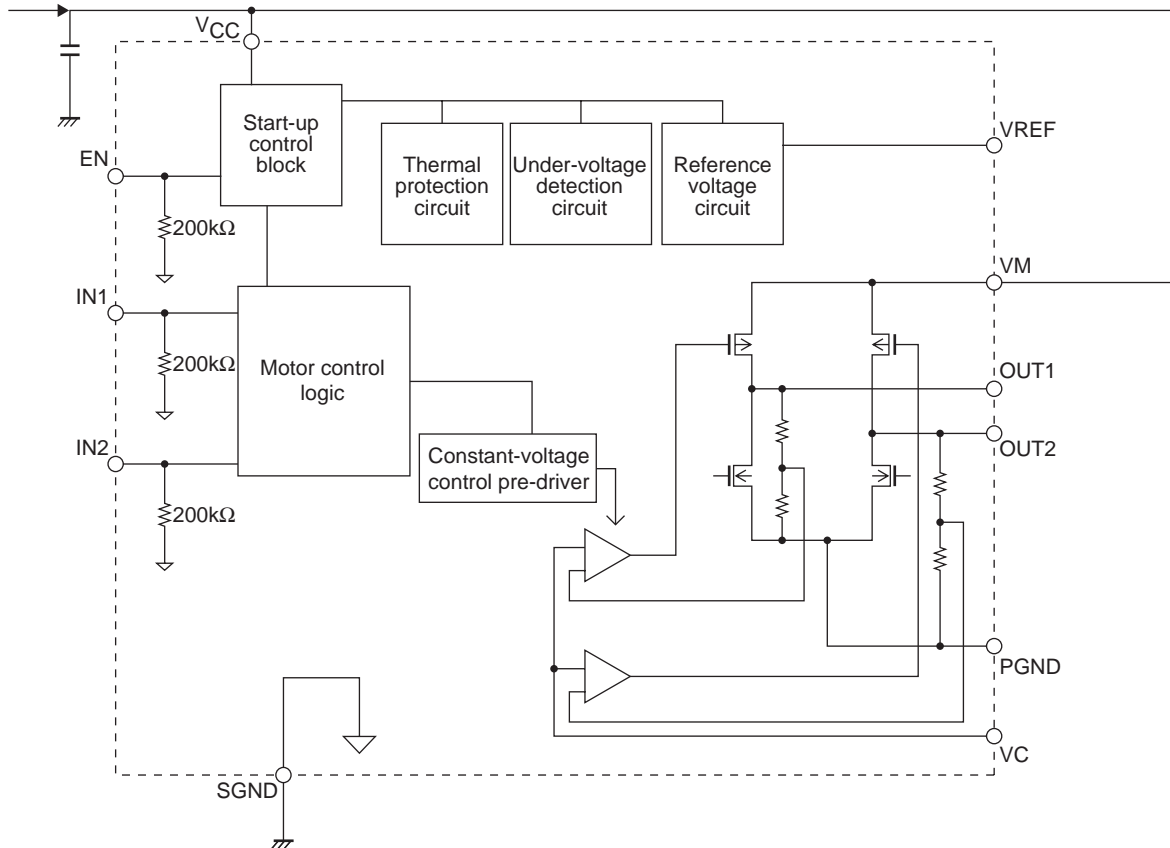 VCC
Start-up
control
block
VREF
EN
Thermal
protection
circuit
Under-voltage
detection
circuit
Reference
voltage
circuit
200kΩ
VM
IN1
200kΩ
Motor control
logic
OUT1
OUT2
IN2
Constant-voltage
control pre-driver
200kΩ
PGND
VC
SGND